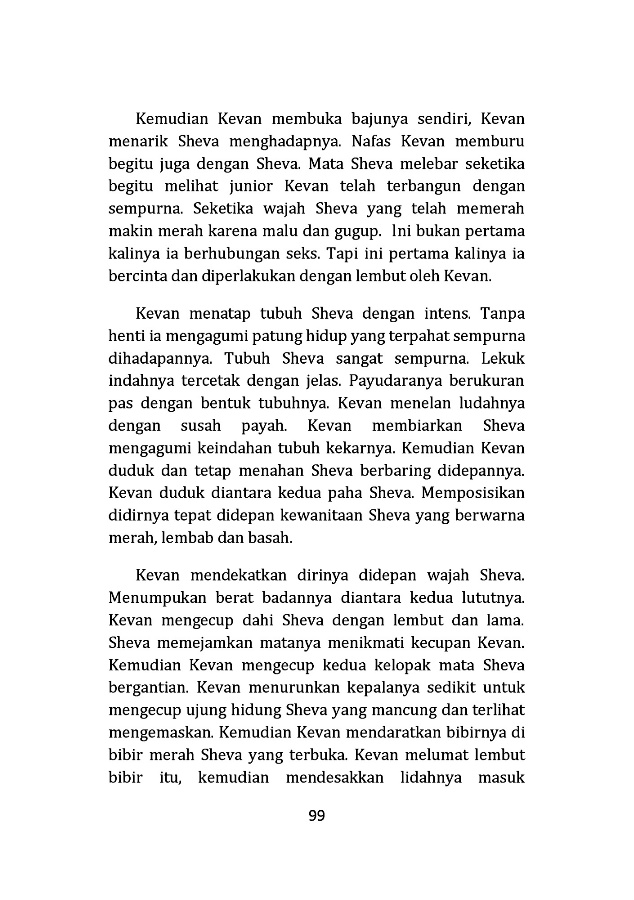 Kemudian Kevan membuka bajunya sendiri, Kevan
menarik Sheva menghadapnya. Nafas Kevan memburu
begitu juga dengan Sheva. Mata Sheva melebar seketika
begitu melihat junior Kevan telah terbangun dengan
sempurna. Seketika wajah Sheva yang telah memerah
makin merah karena malu dan gugup. Ini bukan pertama
kalinya ia berhubungan seks. Tapi ini pertama kalinya ia
bercinta dan diperlakukan dengan lembut oleh Kevan.
Kevan menatap tubuh Sheva dengan intens. Tanpa
henti ia mengagumi patung hidup yang terpahat sempurna
dihadapannya. Tubuh Sheva sangat sempurna. Lekuk
indahnya tercetak dengan jelas. Payudaranya berukuran
pas dengan bentuk tubuhnya. Kevan menelan ludahnya
dengan susah payah. Kevan membiarkan Sheva
mengagumi keindahan tubuh kekarnya. Kemudian Kevan
duduk dan tetap menahan Sheva berbaring didepannya.
Kevan duduk diantara kedua paha Sheva. Memposisikan
didirnya tepat didepan kewanitaan Sheva yang berwarna
merah, lembab dan basah.
Kevan mendekatkan dirinya didepan wajah Sheva.
Menumpukan berat badannya diantara kedua lututnya.
Kevan mengecup dahi Sheva dengan lembut dan lama.
Sheva memejamkan matanya menikmati kecupan Kevan.
Kemudian Kevan mengecup kedua kelopak mata Sheva
bergantian. Kevan menurunkan kepalanya sedikit untuk
mengecup ujung hidung Sheva yang mancung dan terlihat
mengemaskan. Kemudian Kevan mendaratkan bibirnya di
bibir merah Sheva yang terbuka. Kevan melumat lembut
bibir itu, kemudian mendesakkan lidahnya masuk
99